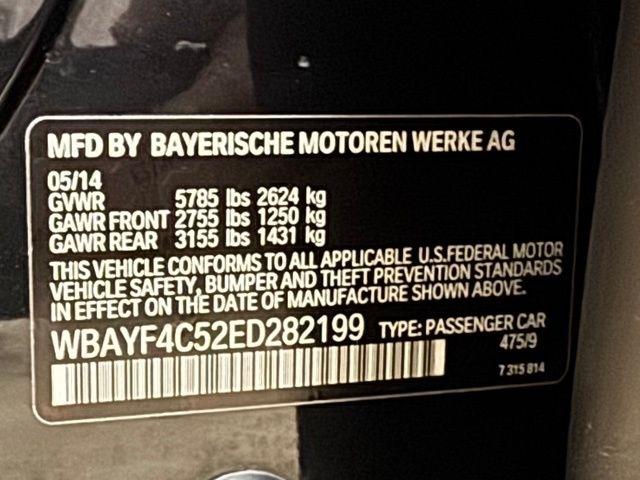 MFD BY BAYERISCHE MOTOREN WERKE AG
05/14
GVWR 5785 lbs 2624 kg
GAWR FRONT 2755 lbs 1250 kg
GAWR REAR 3155 lbs 1431 kg
THIS VEHICLE CONFORMS TO ALL APPLICABLE U.S.FEDERAL MOTOR
VEHICLE SAFETY, BUMPER AND THEFT PREVENTION STANDARDS
IN EFFECT ON THE DATE OF MANUFACTURE SHOWN ABOVE.
WBAYF4C52ED282199 TYPE: PASSENGER CAR
475/9
7 315 814